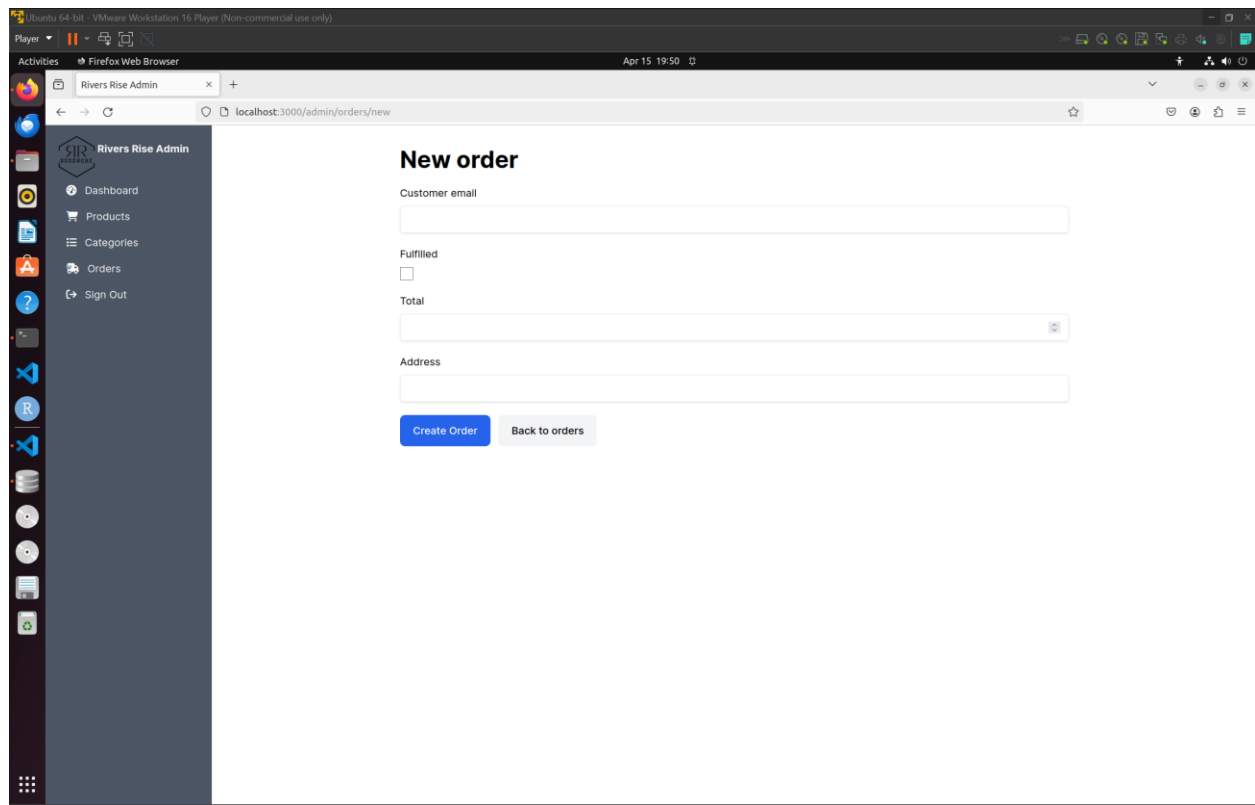 Ubuntu 64-bit - VMware Workstation 16 Player (Non-commercial use only)
Player
Activities Firefox Web Browser Apr 15 19:50
Rivers Rise Admin
localhost:3000/admin/orders/new
RR
WOODWORK
Rivers Rise Admin
Dashboard
Products
Categories
Orders
Sign Out
New order
Customer email
Fulfilled
Total
Address
Create Order Back to orders